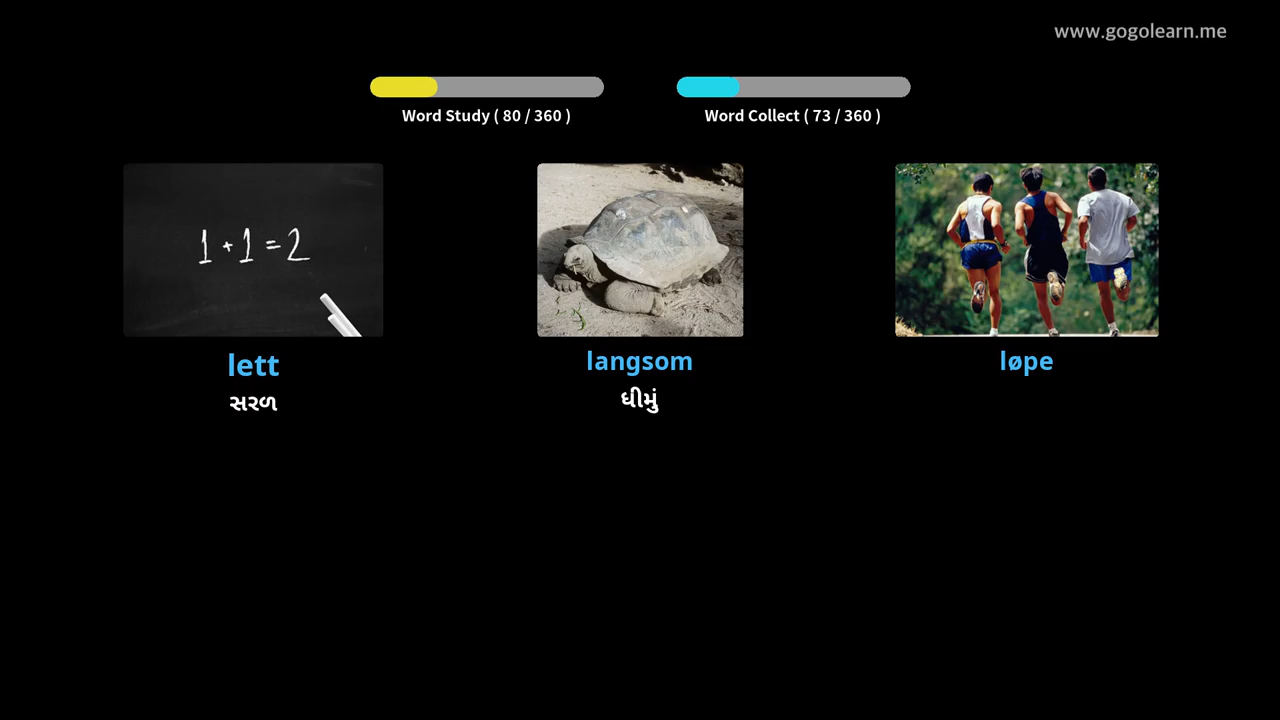 www.gogolearn.me
Word Study ( 80 / 360 )
Word Collect ( 73 / 360 )
1 + 1 = 2
lett
langsom
løpe
સરળ
ધીમું